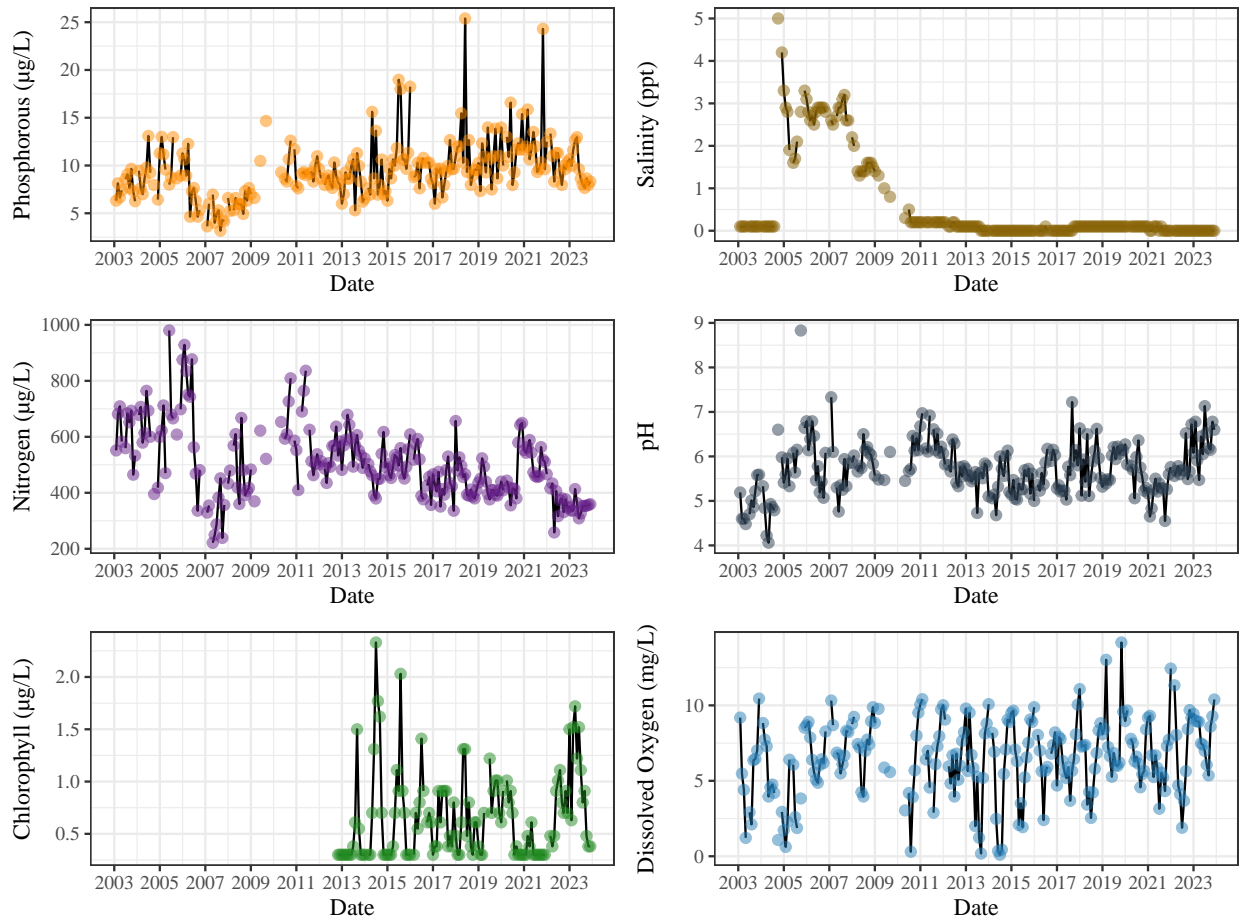 Phosphorous (µg/L)
25
20
15
10
5
2003 2005 2007 2009 2011 2013 2015 2017 2019 2021 2023
Date
Salinity (ppt)
5
4
3
2
1
0
2003 2005 2007 2009 2011 2013 2015 2017 2019 2021 2023
Date
Nitrogen (µg/L)
1000
800
600
400
200
2003 2005 2007 2009 2011 2013 2015 2017 2019 2021 2023
Date
pH
9
8
7
6
5
4
2003 2005 2007 2009 2011 2013 2015 2017 2019 2021 2023
Date
Chlorophyll (µg/L)
2.0
1.5
1.0
0.5
2003 2005 2007 2009 2011 2013 2015 2017 2019 2021 2023
Date
Dissolved Oxygen (mg/L)
10
5
0
2003 2005 2007 2009 2011 2013 2015 2017 2019 2021 2023
Date